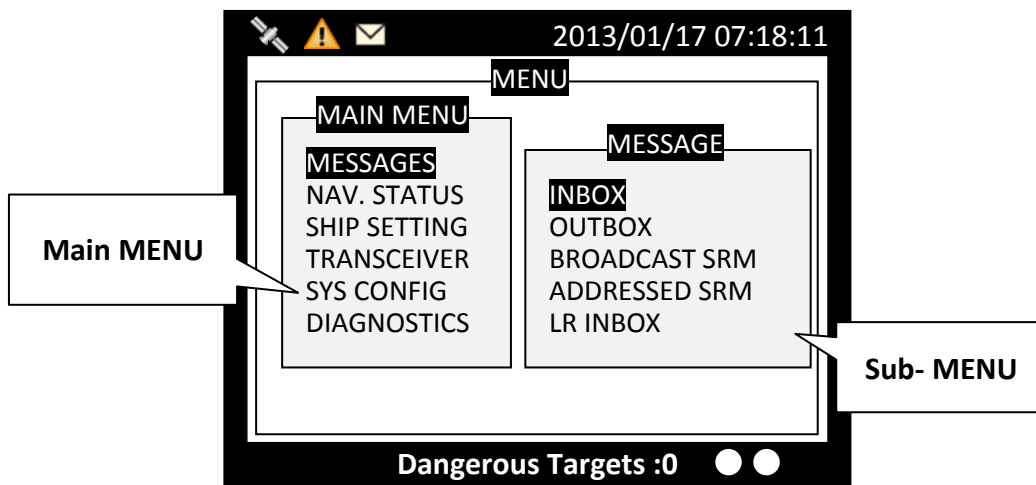 2013/01/17 07:18:11
MENU
MAIN MENU
MESSAGES
NAV. STATUS
SHIP SETTING
TRANSCEIVER
SYS CONFIG
DIAGNOSTICS
MESSAGE
INBOX
OUTBOX
BROADCAST SRM
ADDRESSED SRM
LR INBOX
Main MENU
Sub- MENU
Dangerous Targets :0